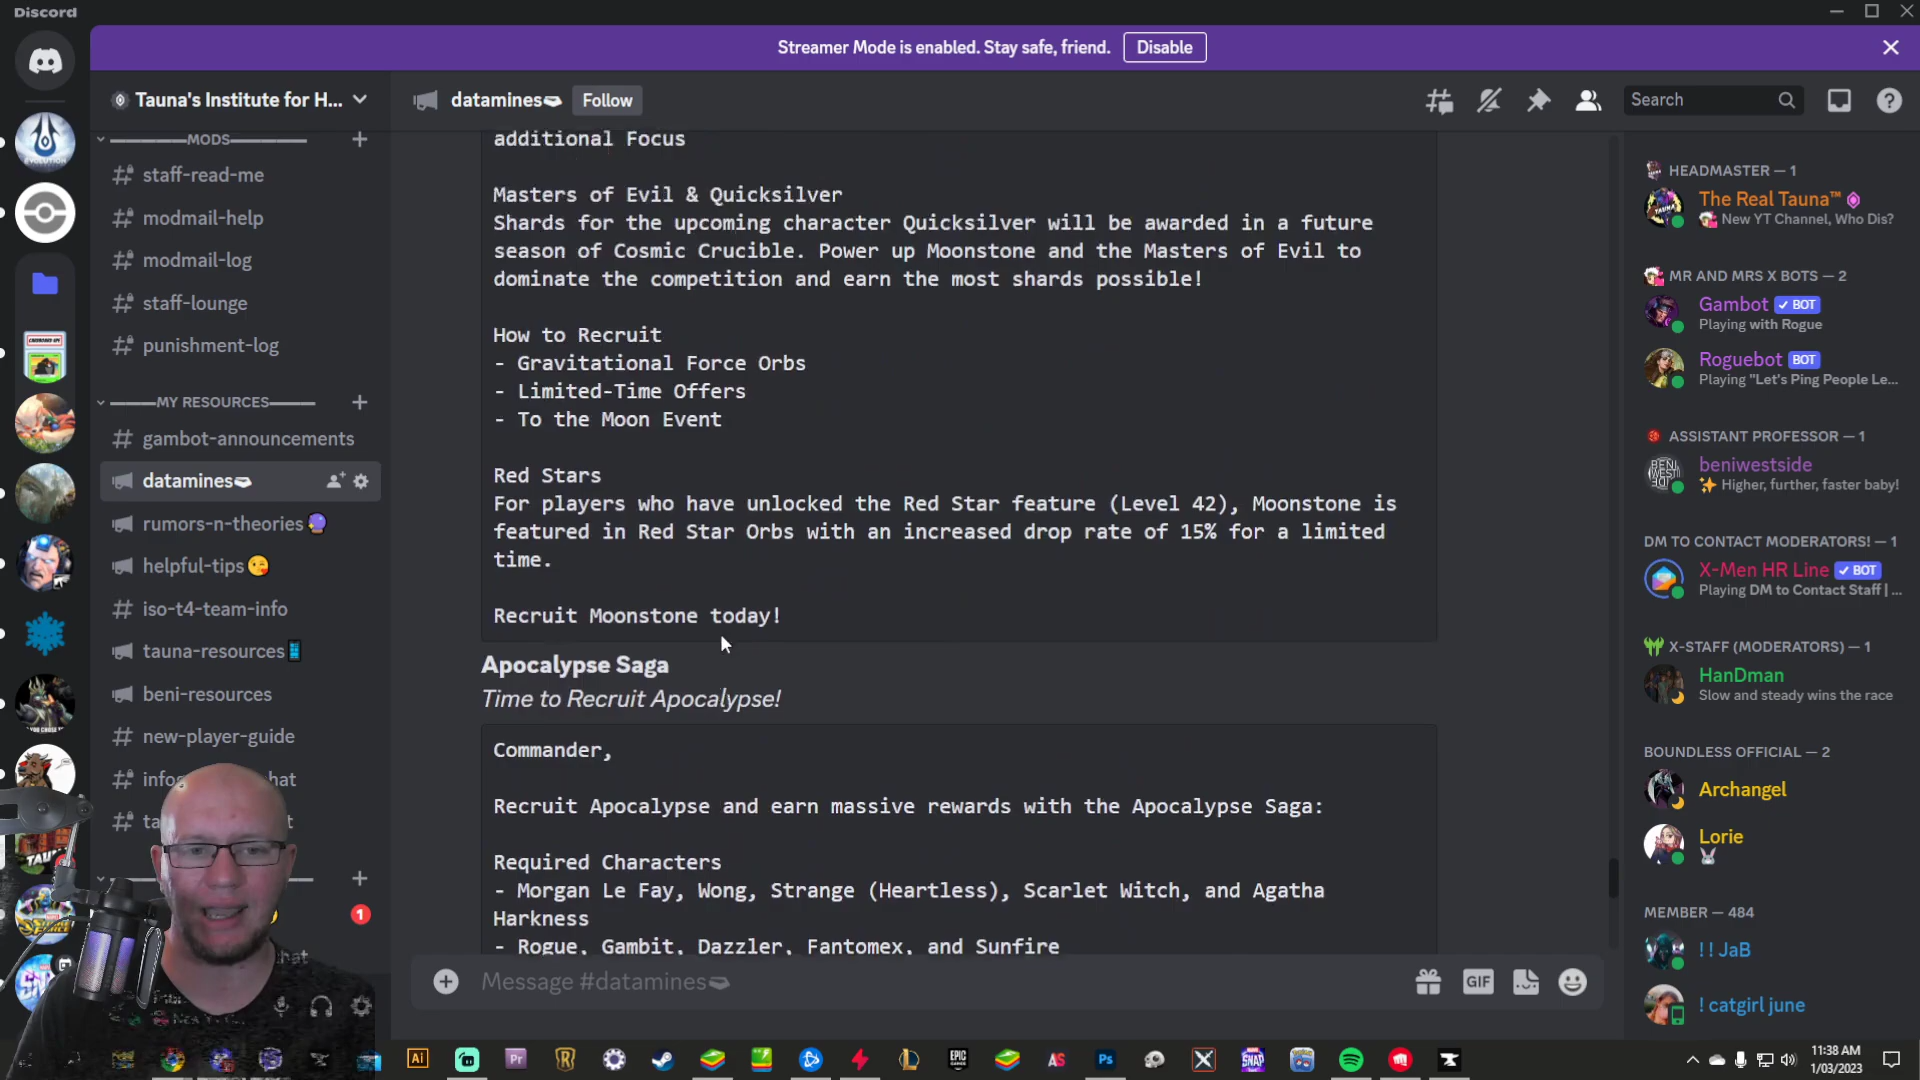 Discord
Streamer Mode is enabled. Stay safe, friend.
Disable
Tauna's Institute for H...
datamines
Follow
Search
MODS
staff-read-me
modmail-help
modmail-log
staff-lounge
punishment-log
MY RESOURCES
gambot-announcements
datamines
rumors-n-theories
helpful-tips
iso-t4-team-info
tauna-resources
beni-resources
new-player-guide
1
additional Focus
Masters of Evil & Quicksilver
Shards for the upcoming character Quicksilver will be awarded in a future
season of Cosmic Crucible. Power up Moonstone and the Masters of Evil to
dominate the competition and earn the most shards possible!
How to Recruit
- Gravitational Force Orbs
- Limited-Time Offers
- To the Moon Event
Red Stars
For players who have unlocked the Red Star feature (Level 42), Moonstone is
featured in Red Star Orbs with an increased drop rate of 15% for a limited
time.
Recruit Moonstone today!
Apocalypse Saga
Time to Recruit Apocalypse!
Commander,
Recruit Apocalypse and earn massive rewards with the Apocalypse Saga:
Required Characters
- Morgan Le Fay, Wong, Strange (Heartless), Scarlet Witch, and Agatha
Harkness
- Rogue, Gambit, Dazzler, Fantomex, and Sunfire
Message #datamines
GIF
HEADMASTER — 1
The Real Tauna™
New YT Channel, Who Dis?
MR AND MRS X BOTS — 2
Gambot ✓ BOT
Playing with Rogue
Roguebot BOT
Playing "Let's Ping People Le...
ASSISTANT PROFESSOR — 1
beniwestside
Higher, further, faster baby!
DM TO CONTACT MODERATORS! — 1
X-Men HR Line ✓ BOT
Playing DM to Contact Staff | ...
X-STAFF (MODERATORS) — 1
HanDman
Slow and steady wins the race
BOUNDLESS OFFICIAL — 2
Archangel
Lorie
MEMBER — 484
! ! JaB
! catgirl june
Ai
Pr
EPIC
AS
Ps
SNAP
11:38 AM
1/03/2023